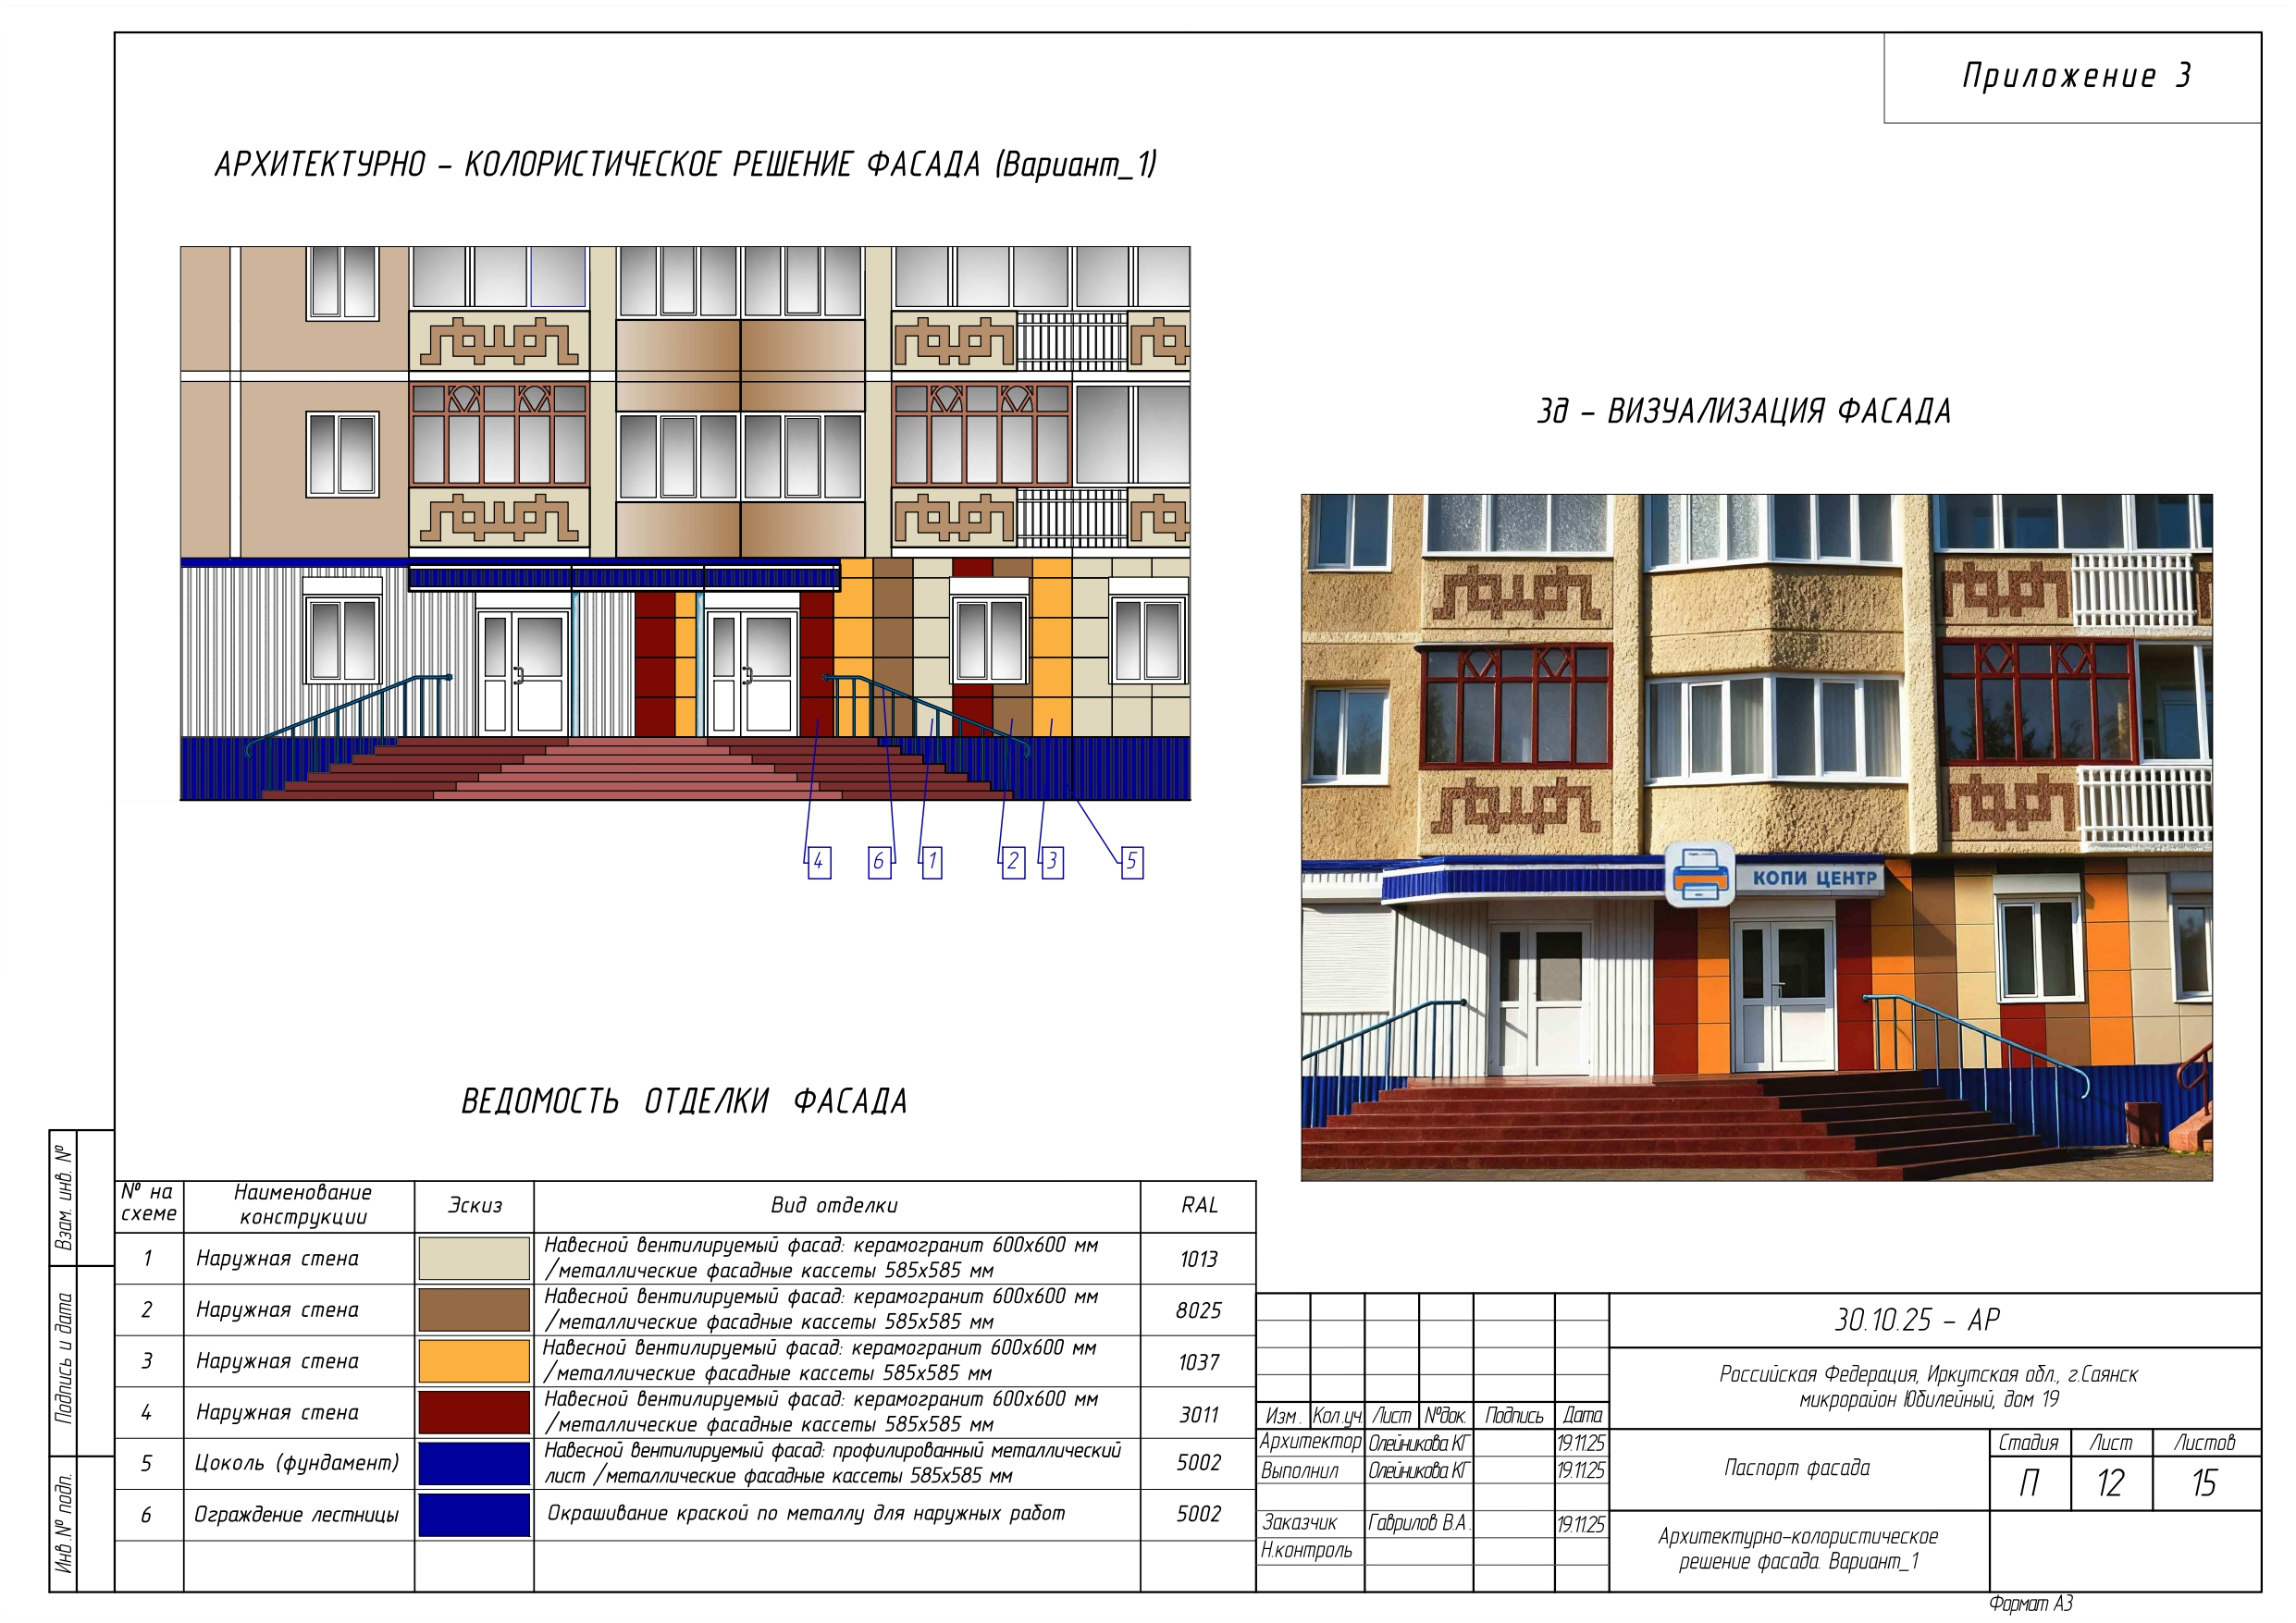 Приложение 3
АРХИТЕКТУРНО - КОЛОРИСТИЧЕСКОЕ РЕШЕНИЕ ФАСАДА (Вариант_1)
3д - ВИЗУАЛИЗАЦИЯ ФАСАДА
КОПИ ЦЕНТР
4 6 1 2 3 5
ВЕДОМОСТЬ ОТДЕЛКИ ФАСАДА
№ на схеме
Наименование конструкции
Эскиз
Вид отделки
RAL
1
Наружная стена
Навесной вентилируемый фасад: керамогранит 600х600 мм
/металлические фасадные кассеты 585х585 мм
1013
2
Наружная стена
Навесной вентилируемый фасад: керамогранит 600х600 мм
/металлические фасадные кассеты 585х585 мм
8025
3
Наружная стена
Навесной вентилируемый фасад: керамогранит 600х600 мм
/металлические фасадные кассеты 585х585 мм
1037
4
Наружная стена
Навесной вентилируемый фасад: керамогранит 600х600 мм
/металлические фасадные кассеты 585х585 мм
3011
5
Цоколь (фундамент)
Навесной вентилируемый фасад: профилированный металлический
лист /металлические фасадные кассеты 585х585 мм
5002
6
Ограждение лестницы
Окрашивание краской по металлу для наружных работ
5002
Взам. инв. №
Подпись и дата
Инв.№ подп.
30.10.25 - АР
Российская Федерация, Иркутская обл., г.Саянск
микрорайон Юбилейный, дом 19
Изм. Кол.уч. Лист №док. Подпись Дата
Архитектор Олейникова КГ 19.11.25
Выполнил Олейникова КГ 19.11.25
Заказчик Гаврилов В.А. 19.11.25
Н.контроль
Паспорт фасада
Стадия Лист Листов
П 12 15
Архитектурно-колористическое
решение фасада. Вариант_1
Формат А3